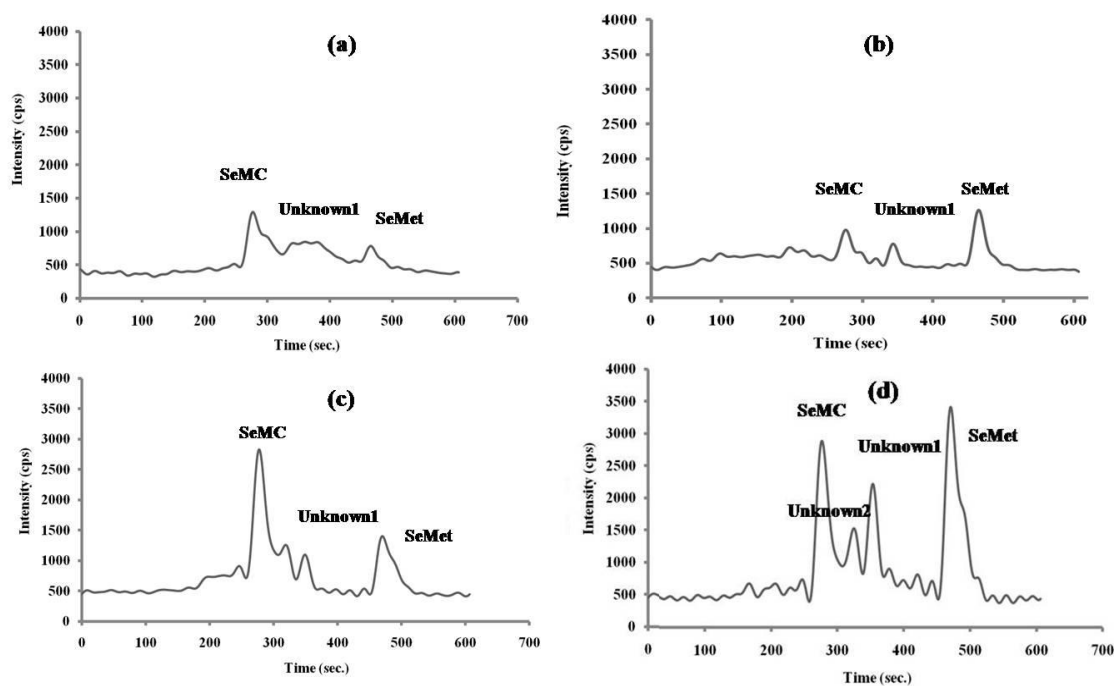 (a)
4000
3500
3000
2500
2000
1500
1000
500
0
Intensity (cps)
SeMC
Unknown1
SeMet
0 100 200 300 400 500 600 700
Time (sec.)
(b)
4000
3500
3000
2500
2000
1500
1000
500
0
Intensity (cps)
SeMC
Unknown1
SeMet
0 100 200 300 400 500 600
Time (sec)
(c)
4000
3500
3000
2500
2000
1500
1000
500
0
Intensity (cps)
SeMC
Unknown1
SeMet
0 100 200 300 400 500 600 700
Time (sec.)
(d)
4000
3500
3000
2500
2000
1500
1000
500
0
Intensity (cps)
SeMC
Unknown1
SeMet
Unknown2
0 100 200 300 400 500 600 700
Time (sec.)